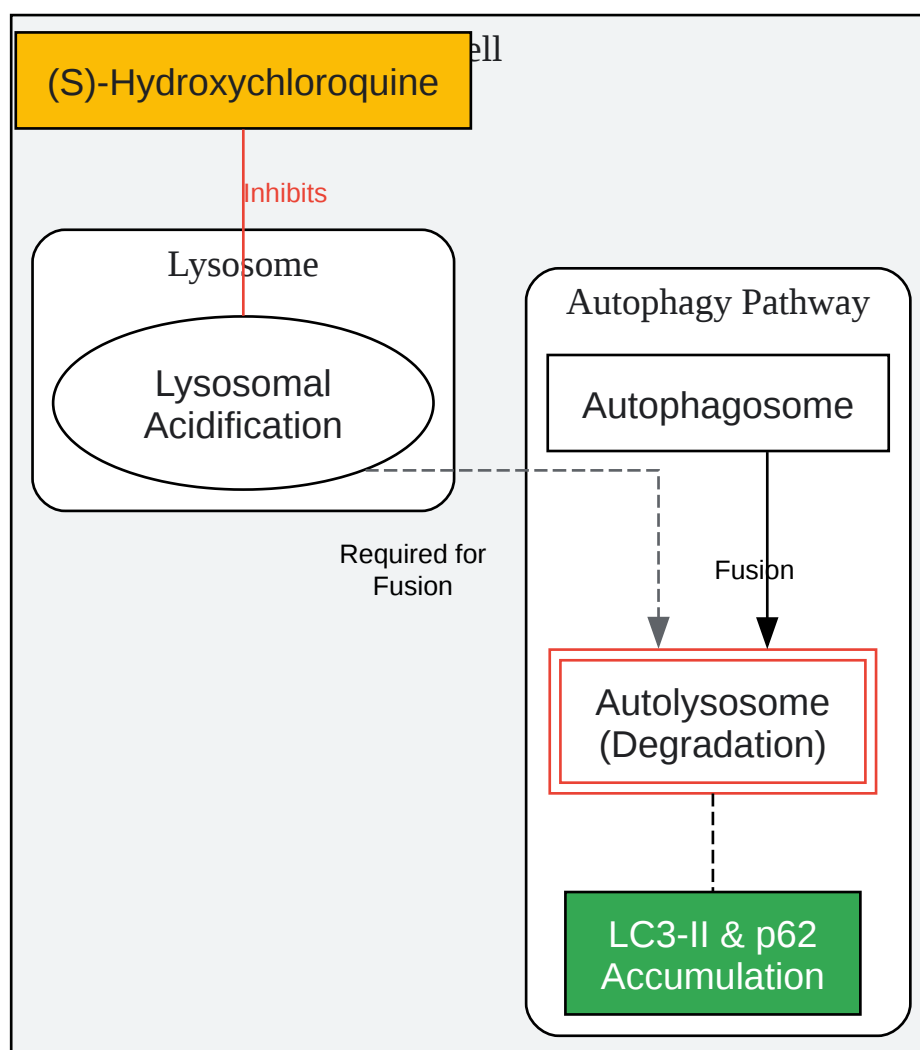 (S)-Hydroxychloroquine
Inhibits
Lysosome
Lysosomal
Acidification
Required for
Fusion
Autophagy Pathway
Autophagosome
Fusion
Autolysosome
(Degradation)
LC3-II & p62
Accumulation